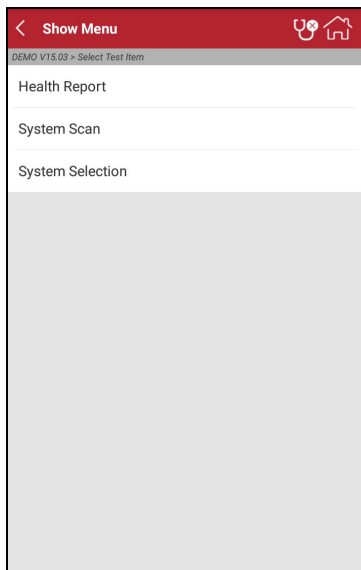 Show Menu
DEMO V15.03 > Select Test Item
Health Report
System Scan
System Selection